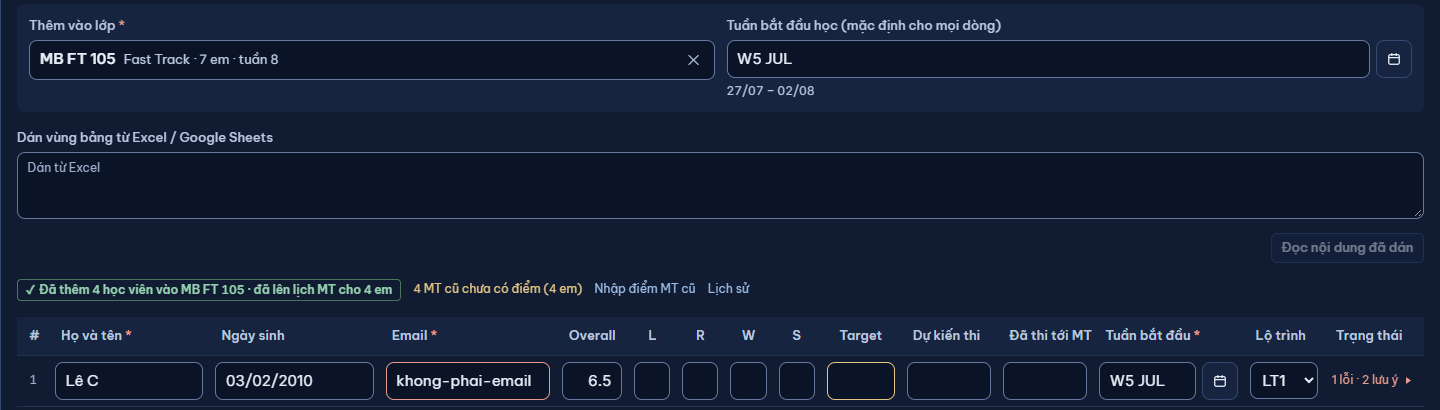 Thêm vào lớp *
Tuần bắt đầu học (mặc định cho mọi dòng)
MB FT 105 Fast Track · 7 em · tuần 8
W5 JUL
27/07 – 02/08
Dán vùng bảng từ Excel / Google Sheets
Dán từ Excel
Đọc nội dung đã dán
✓ Đã thêm 4 học viên vào MB FT 105 · đã lên lịch MT cho 4 em 4 MT cũ chưa có điểm (4 em) Nhập điểm MT cũ Lịch sử
# Họ và tên * Ngày sinh Email * Overall L R W S Target Dự kiến thi Đã thi tới MT Tuần bắt đầu * Lộ trình Trạng thái
1 Lê C 03/02/2010 khong-phai-email 6.5 W5 JUL LT1 1 lỗi · 2 lưu ý ▸